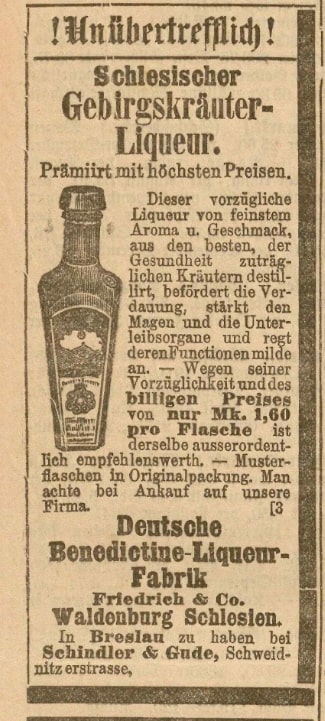 !Unübertrefflich!
Schlesischer
Gebirgskräuter-
Liqueur.
Prämiirt mit höchsten Preisen.
Dieser vorzügliche
Liqueur von feinstem
Aroma u. Geschmack,
aus den besten, der
Gesundheit zuträg-
lichen Kräutern destil-
lirt, befördert die Ver-
dauung, stärkt den
Magen und die Unter-
leibsorgane und regt
deren Functionen milde
an. — Wegen seiner
Vorzüglichkeit und des
billigen Preises
von nur Mk. 1,60
pro Flasche ist
derselbe ausserordent-
lich empfehlenswerth. — Muster-
flaschen in Originalpackung. Man
achte bei Ankauf auf unsere
Firma. [3
Deutsche
Benedictine-Liqueur-
Fabrik
Friedrich & Co.
Waldenburg Schlesien.
In Breslau zu haben bei
Schindler & Gude, Schweid-
nitzerstrasse,